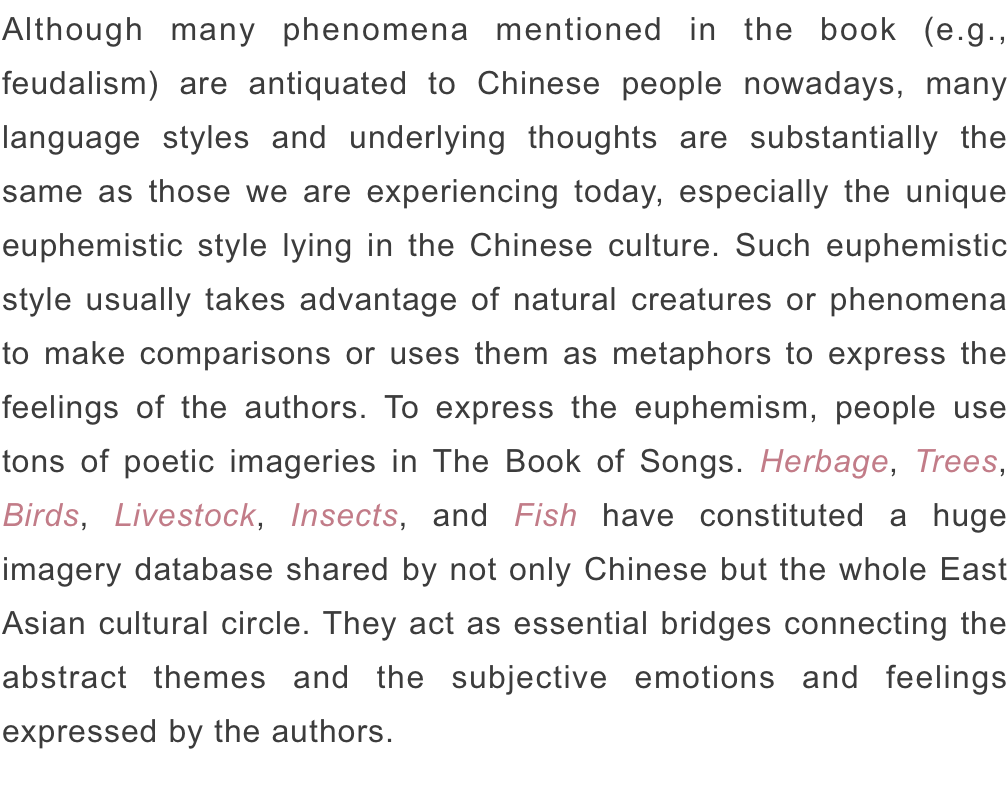 Although many phenomena mentioned in the book (e.g.,
feudalism) are antiquated to Chinese people nowadays, many
language styles and underlying thoughts are substantially the
same as those we are experiencing today, especially the unique
euphemistic style lying in the Chinese culture. Such euphemistic
style usually takes advantage of natural creatures or phenomena
to make comparisons or uses them as metaphors to express the
feelings of the authors. To express the euphemism, people use
tons of poetic imageries in The Book of Songs. Herbage, Trees,
Birds, Livestock, Insects, and Fish have constituted a huge
imagery database shared by not only Chinese but the whole East
Asian cultural circle. They act as essential bridges connecting the
abstract themes and the subjective emotions and feelings
expressed by the authors.